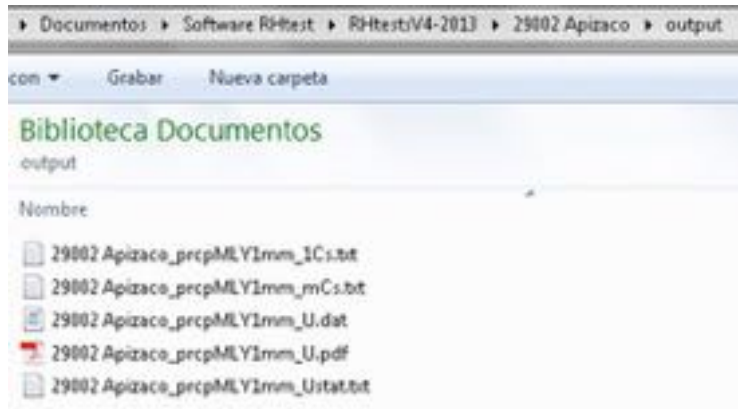 ▸ Documentos ▸ Software RHtest ▸ RHtestsV4-2013 ▸ 29002 Apizaco ▸ output
con ▾ Grabar Nueva carpeta
Biblioteca Documentos
output
Nombre
29002 Apizaco_prcpMLY1mm_1Cs.txt
29002 Apizaco_prcpMLY1mm_mCs.txt
29002 Apizaco_prcpMLY1mm_U.dat
29002 Apizaco_prcpMLY1mm_U.pdf
29002 Apizaco_prcpMLY1mm_Ustat.txt